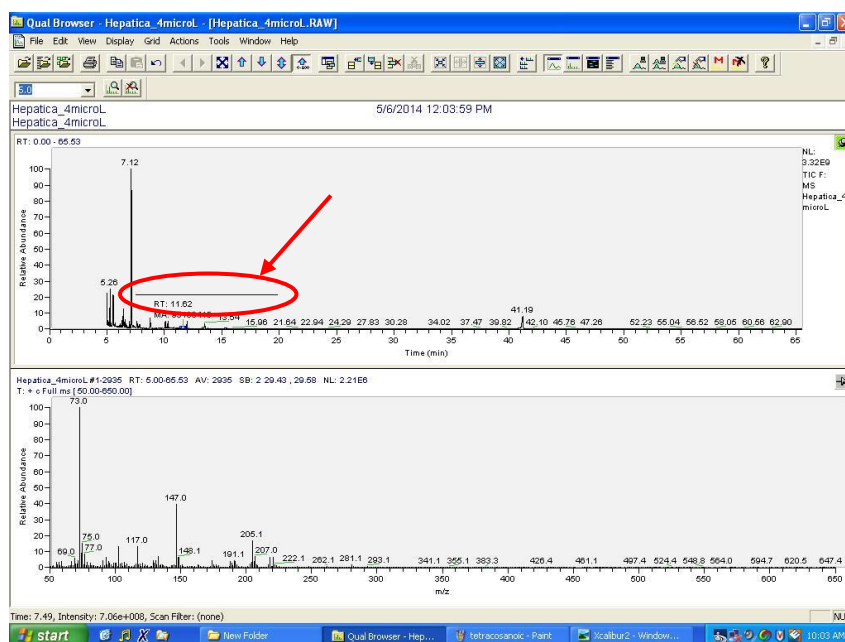 Qual Browser - Hepatica_4microL - [Hepatica_4microL.RAW]
File Edit View Display Grid Actions Tools Window Help
5.0
Hepatica_4microL 5/6/2014 12:03:59 PM
Hepatica_4microL
RT: 0.00 - 65.53
NL:
3.32E9
TIC F:
MS
Hepatica_4
microL
7.12
5.26
RT: 11.62
13.54 15.96 21.64 22.94 24.29 27.83 30.28 34.02 37.47 39.82 41.19 42.10 45.76 47.26 52.23 55.04 56.52 58.05 60.56 62.90
100
90
80
70
60
50
40
30
20
10
0
Relative Abundance
0 5 10 15 20 25 30 35 40 45 50 55 60 65
Time (min)
Hepatica_4microL #1-2935 RT: 5.00-65.53 AV: 2935 SB: 2 29.43 , 29.58 NL: 2.21E6
T: + c Full ms [ 50.00-650.00]
73.0
147.0
69.0 75.0 77.0 117.0 148.1 191.1 205.1 207.0 222.1 262.1 281.1 293.1 341.1 355.1 383.3 426.4 461.1 497.4 524.4 548.8 564.0 594.7 620.5 647.4
100
90
80
70
60
50
40
30
20
10
0
Relative Abundance
50 100 150 200 250 300 350 400 450 500 550 600 650
m/z
Time: 7.49, Intensity: 7.06e+008, Scan Filter: (none) NU
start New Folder Qual Browser - Hep... tetracosanoic - Paint Xcalibur2 - Window... 10:03 AM